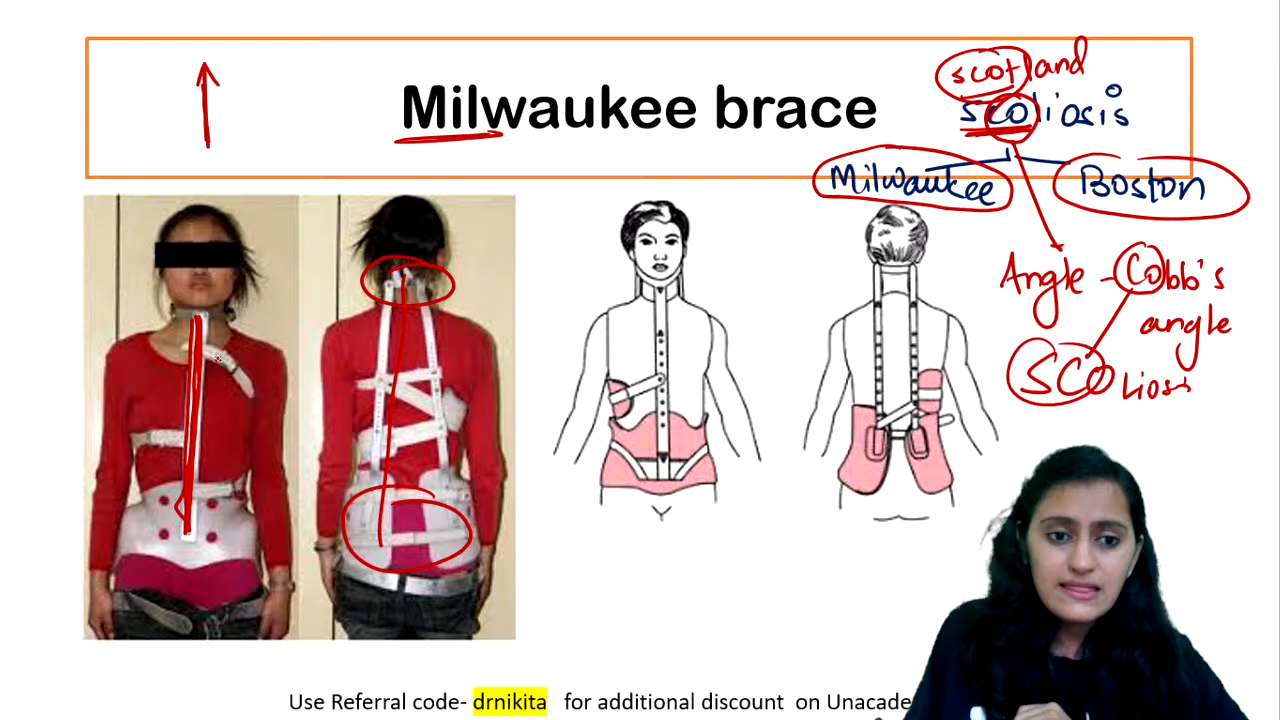 Milwaukee brace
scotland
scoliosis
Milwaukee
Boston
Angle - Cobb's
angle
SCOliosis
Use Referral code- drnikita for additional discount on Unacade